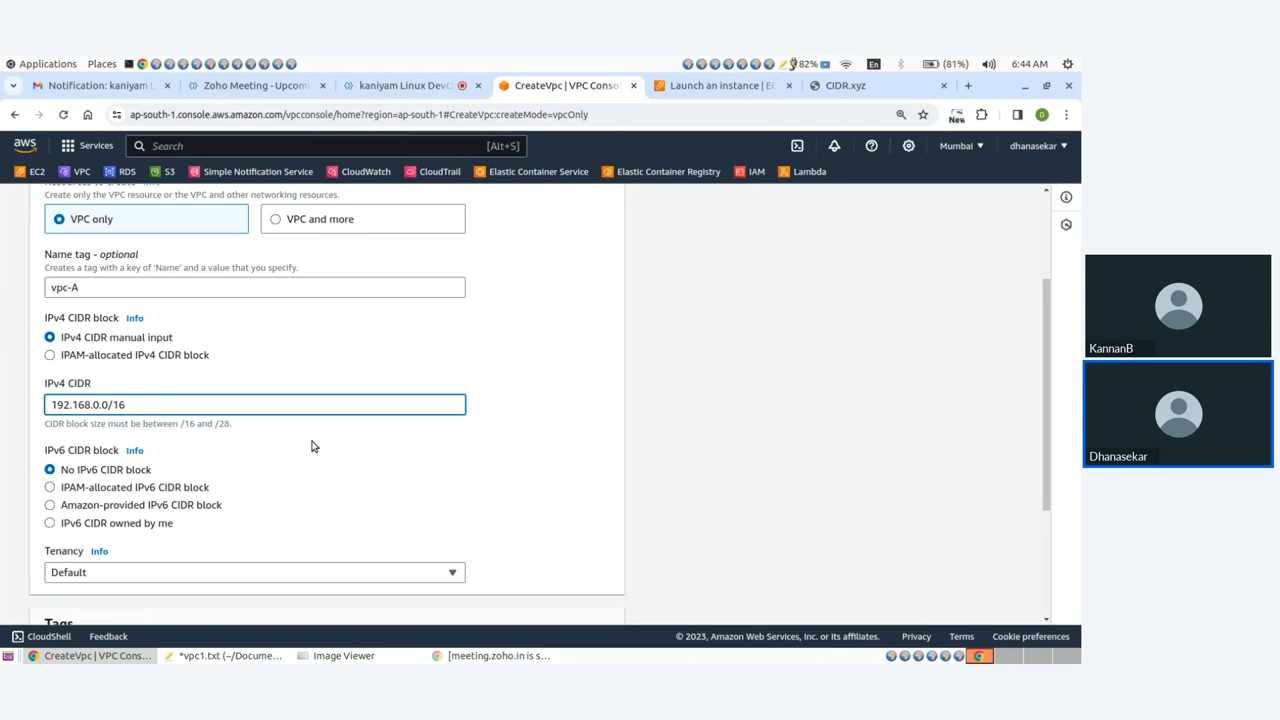 Applications Places 82% En (81%) 6:44 AM
Notification: kaniyam L Zoho Meeting - Upcomi kaniyam Linux DevO CreateVpc | VPC Conso Launch an instance | EC CIDR.xyz
ap-south-1.console.aws.amazon.com/vpcconsole/home?region=ap-south-1#CreateVpc:createMode=vpcOnly New D
aws Services Search [Alt+S] Mumbai dhanasekar
EC2 VPC RDS S3 Simple Notification Service CloudWatch CloudTrail Elastic Container Service Elastic Container Registry IAM Lambda
Resources to create Info
Create only the VPC resource or the VPC and other networking resources.
VPC only VPC and more
Name tag - optional
Creates a tag with a key of 'Name' and a value that you specify.
vpc-A
IPv4 CIDR block Info
IPv4 CIDR manual input
IPAM-allocated IPv4 CIDR block
IPv4 CIDR
192.168.0.0/16
CIDR block size must be between /16 and /28.
IPv6 CIDR block Info
No IPv6 CIDR block
IPAM-allocated IPv6 CIDR block
Amazon-provided IPv6 CIDR block
IPv6 CIDR owned by me
Tenancy Info
Default
Tags
CloudShell Feedback © 2023, Amazon Web Services, Inc. or its affiliates. Privacy Terms Cookie preferences
CreateVpc | VPC Cons... *vpc1.txt (~/Docume... Image Viewer [meeting.zoho.in is s...
KannanB
Dhanasekar